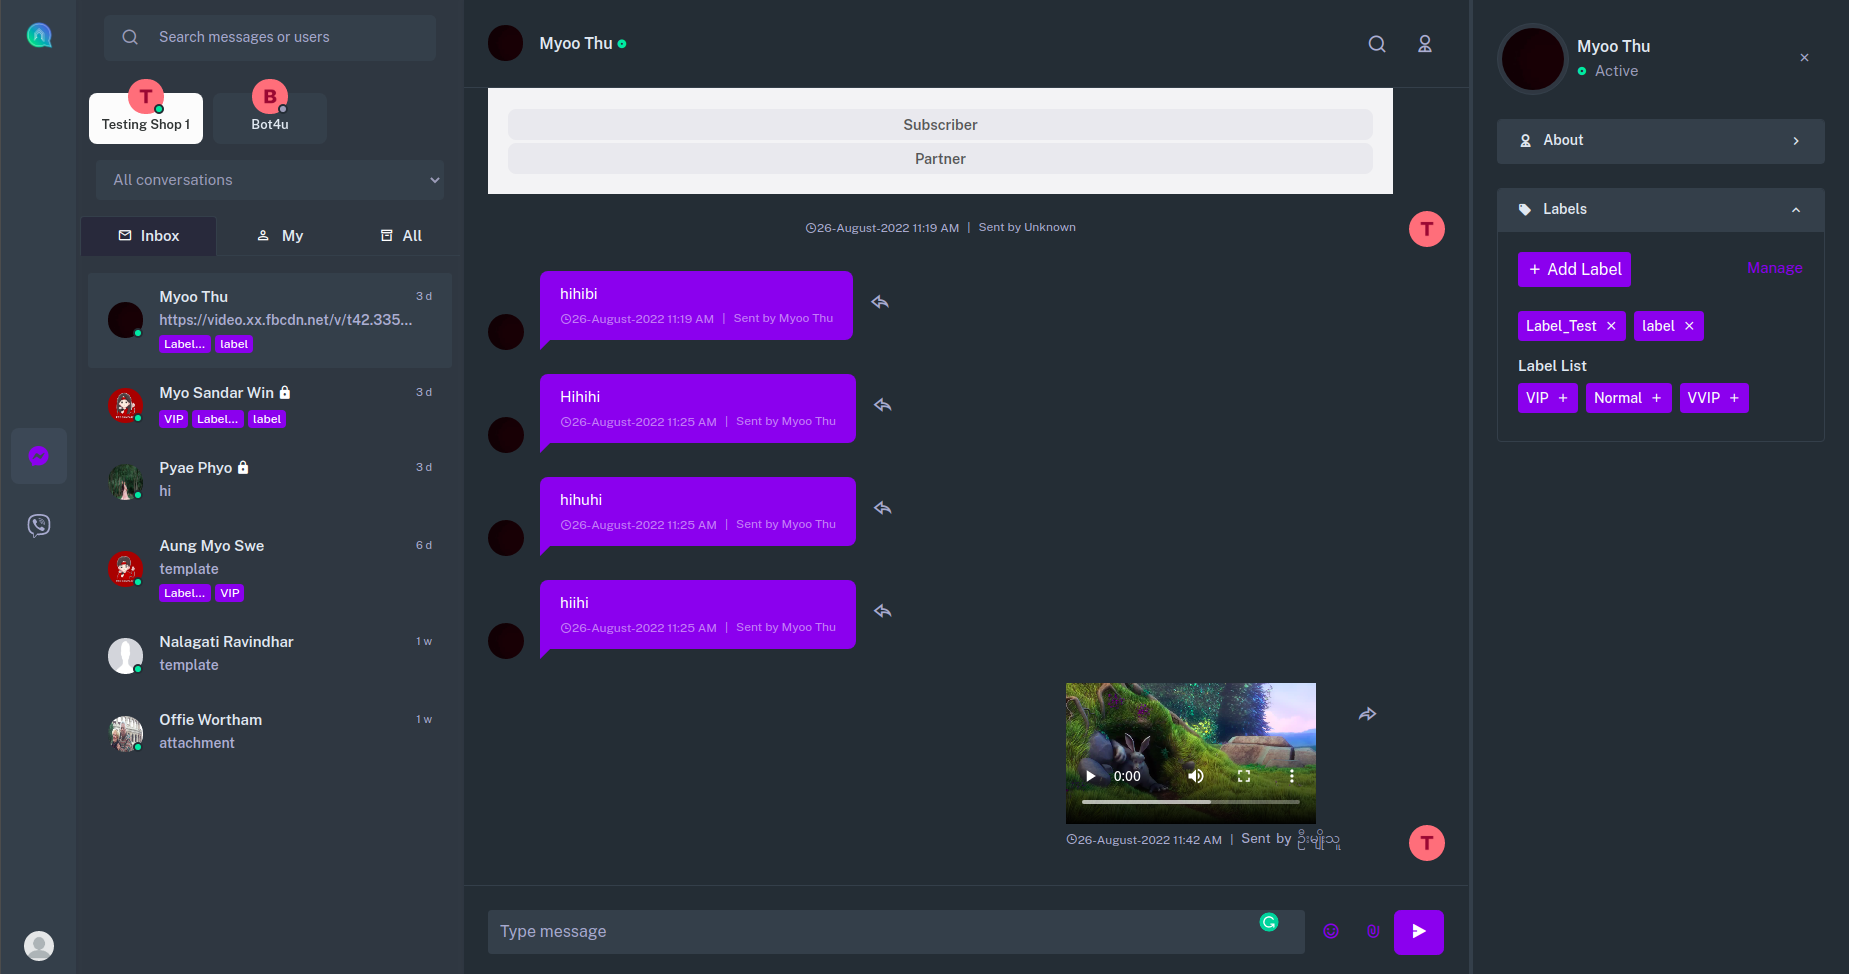 Search messages or users
T
Testing Shop 1
B
Bot4u
All conversations
Inbox
My
All
Myoo Thu
3 d
https://video.xx.fbcdn.net/v/t42.335...
Label... label
Myo Sandar Win
3 d
VIP Label... label
Pyae Phyo
3 d
hi
Aung Myo Swe
6 d
template
Label... VIP
Nalagati Ravindhar
1 w
template
Offie Wortham
1 w
attachment
Myoo Thu
Subscriber
Partner
26-August-2022 11:19 AM | Sent by Unknown
T
hihibi
26-August-2022 11:19 AM | Sent by Myoo Thu
Hihihi
26-August-2022 11:25 AM | Sent by Myoo Thu
hihuhi
26-August-2022 11:25 AM | Sent by Myoo Thu
hiihi
26-August-2022 11:25 AM | Sent by Myoo Thu
0:00
26-August-2022 11:42 AM | Sent by ဦးမျိုးသူ
T
Type message
Myoo Thu
Active
About
Labels
+ Add Label
Manage
Label_Test × label ×
Label List
VIP + Normal + VVIP +